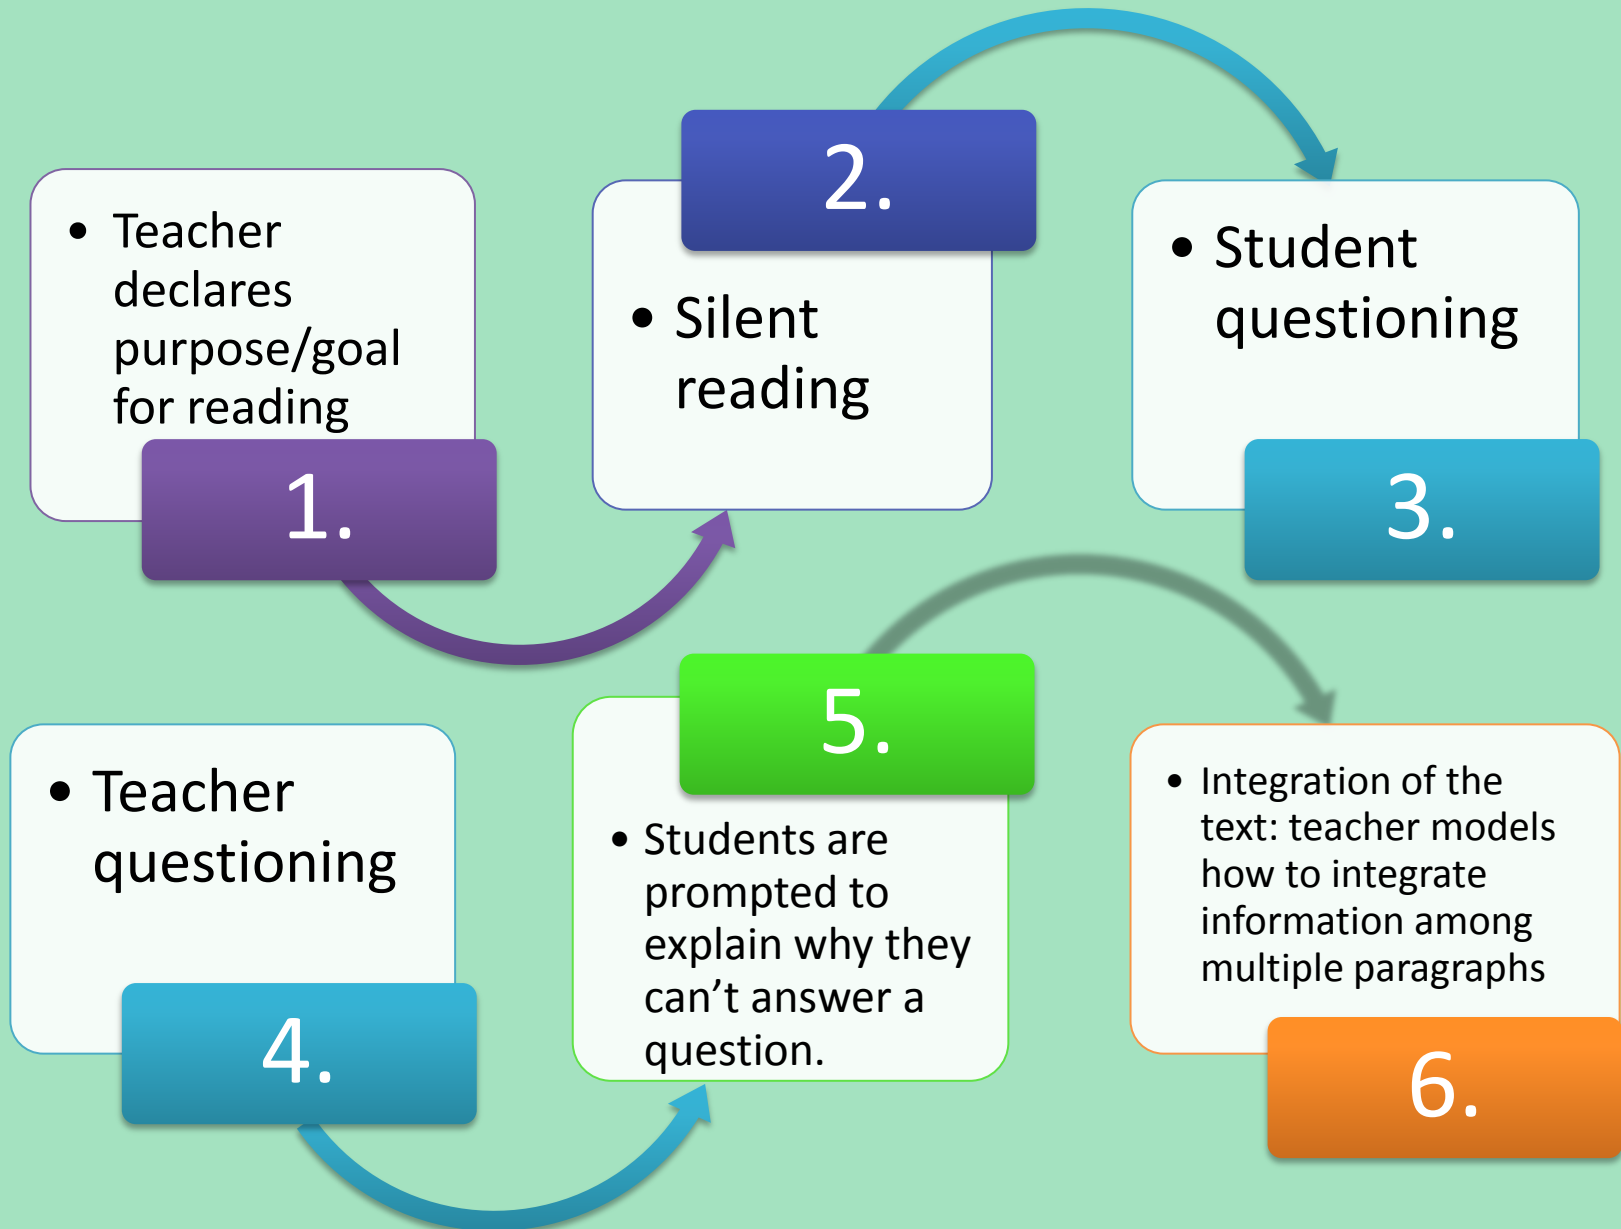 • Teacher
declares
purpose/goal
for reading
1.
2.
• Silent
reading
• Student
questioning
3.
• Teacher
questioning
4.
5.
• Students are
prompted to
explain why they
can’t answer a
question.
• Integration of the
text: teacher models
how to integrate
information among
multiple paragraphs
6.